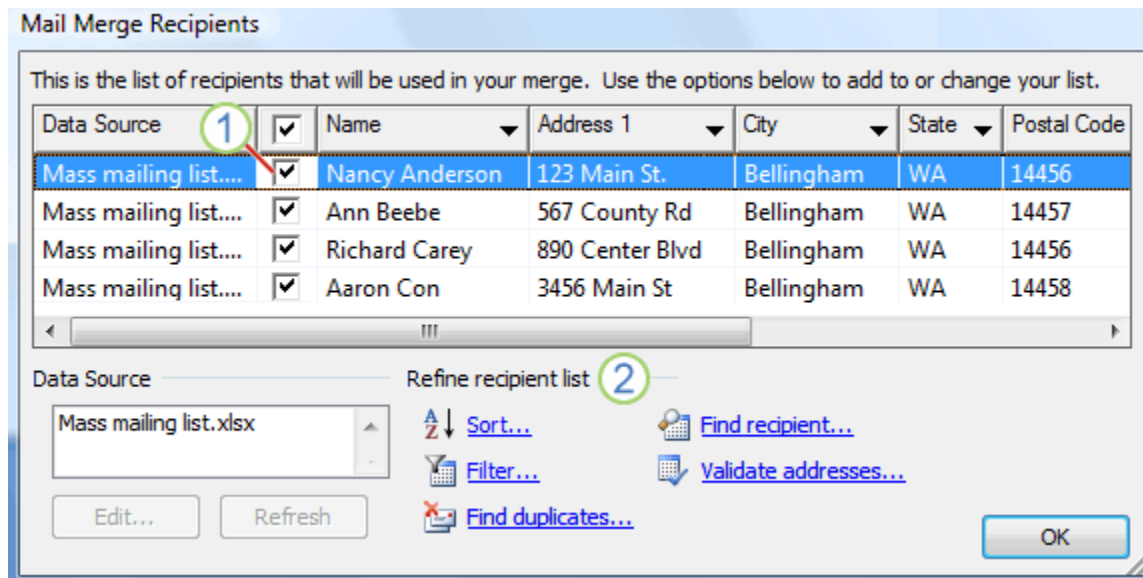 Mail Merge Recipients
This is the list of recipients that will be used in your merge.  Use the options below to add to or change your list.
Data Source 1 Name Address 1 City State Postal Code
Mass mailing list.... Nancy Anderson 123 Main St. Bellingham WA 14456
Mass mailing list.... Ann Beebe 567 County Rd Bellingham WA 14457
Mass mailing list.... Richard Carey 890 Center Blvd Bellingham WA 14456
Mass mailing list.... Aaron Con 3456 Main St Bellingham WA 14458
Data Source Refine recipient list 2
Mass mailing list.xlsx Sort... Find recipient...
Filter... Validate addresses...
Edit... Refresh Find duplicates...
OK